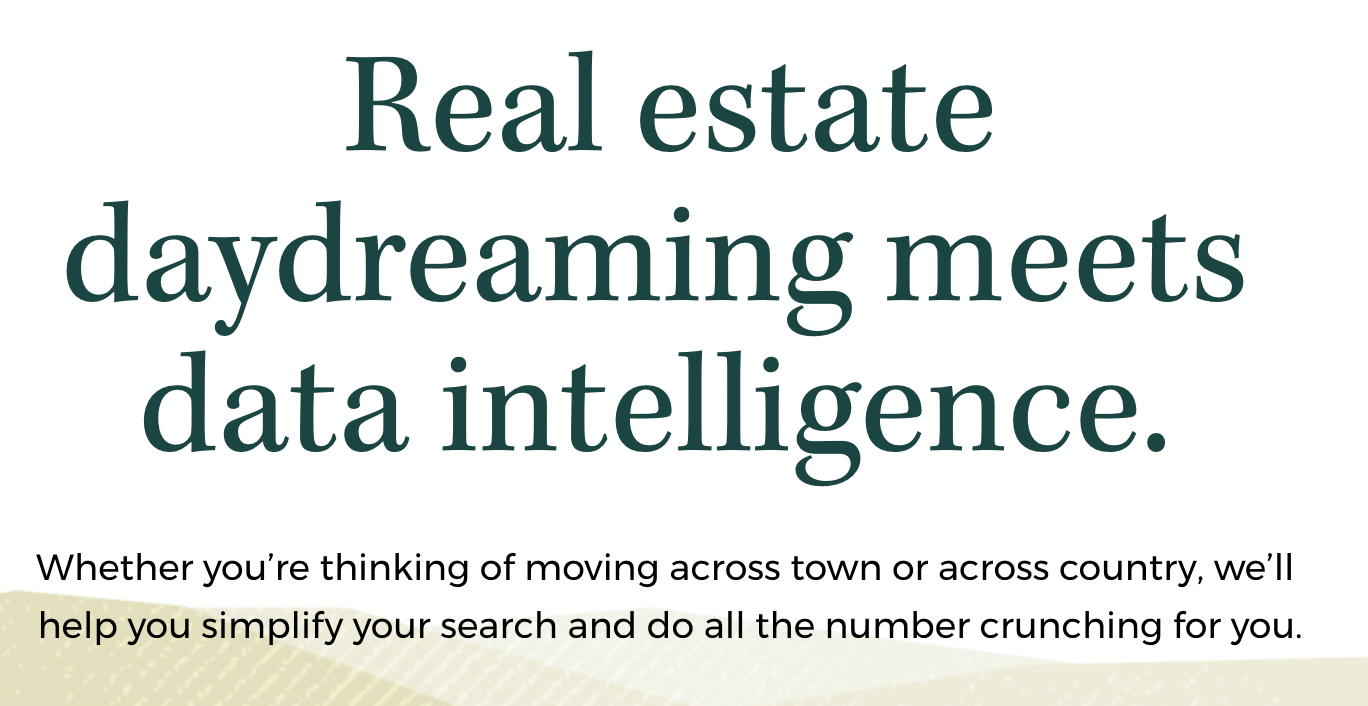 Real estate
daydreaming meets
data intelligence.
Whether you’re thinking of moving across town or across country, we’ll
help you simplify your search and do all the number crunching for you.